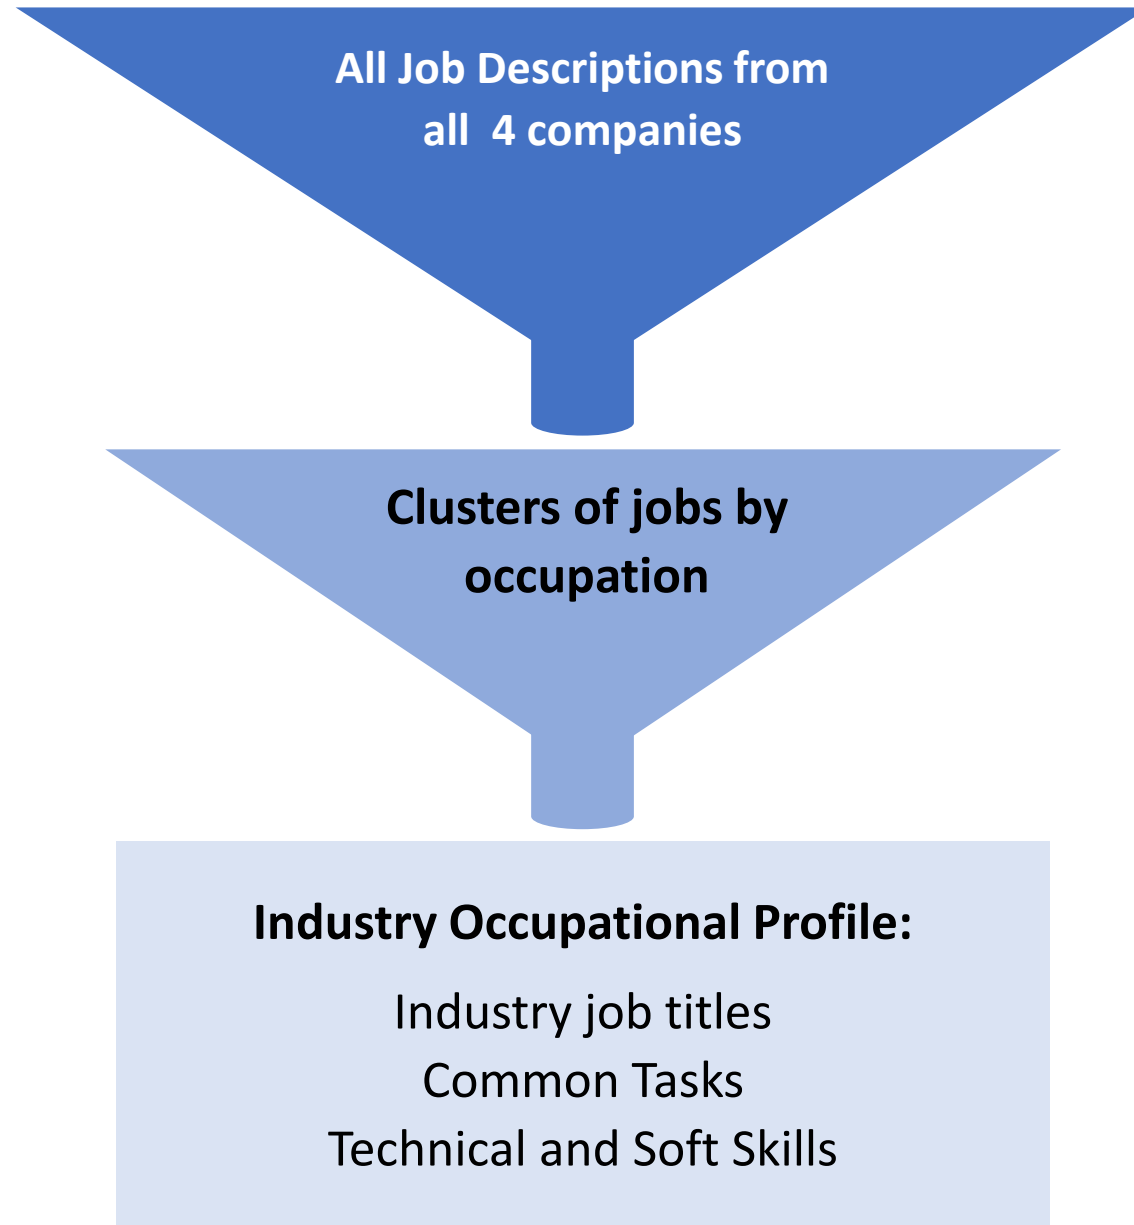 All Job Descriptions from
all 4 companies
Clusters of jobs by
occupation
Industry Occupational Profile:
Industry job titles
Common Tasks
Technical and Soft Skills